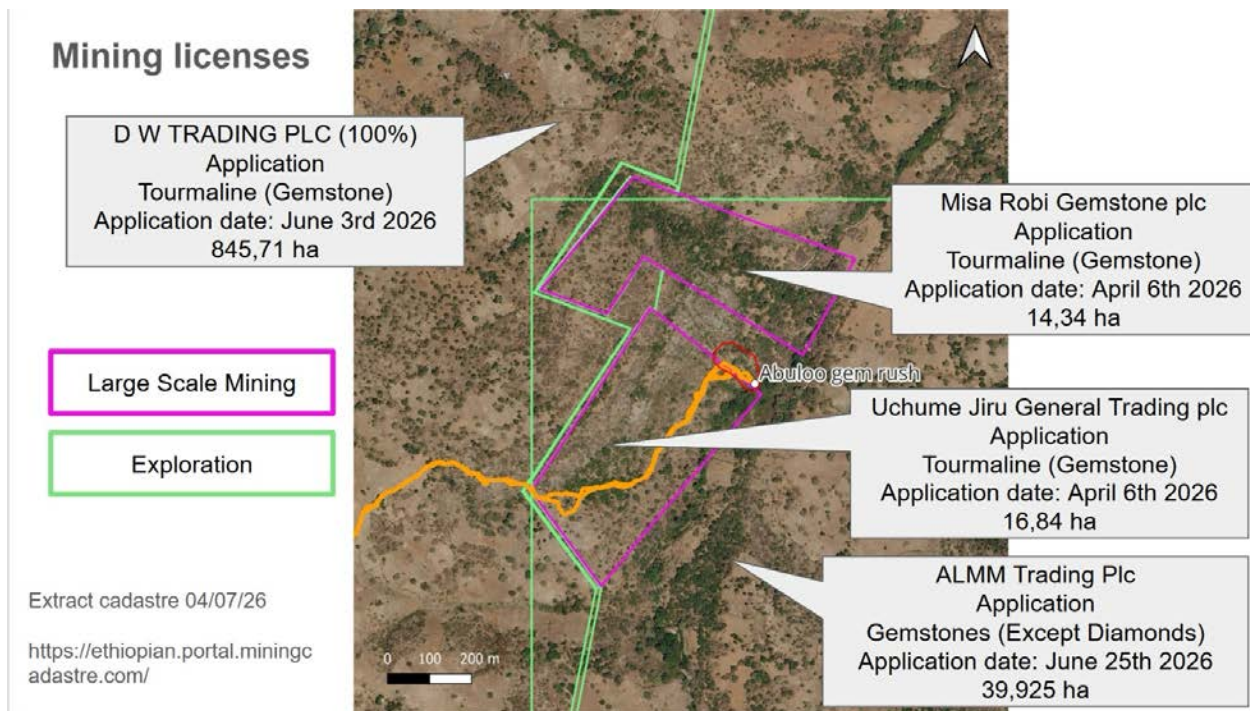 Mining licenses
D W TRADING PLC (100%)
Application
Tourmaline (Gemstone)
Application date: June 3rd 2026
845,71 ha
Misa Robi Gemstone plc
Application
Tourmaline (Gemstone)
Application date: April 6th 2026
14,34 ha
Large Scale Mining
Exploration
Abuloo gem rush
Uchume Jiru General Trading plc
Application
Tourmaline (Gemstone)
Application date: April 6th 2026
16,84 ha
ALMM Trading Plc
Application
Gemstones (Except Diamonds)
Application date: June 25th 2026
39,925 ha
Extract cadastre 04/07/26
https://ethiopian.portal.miningc
adastre.com/
0 100 200 m